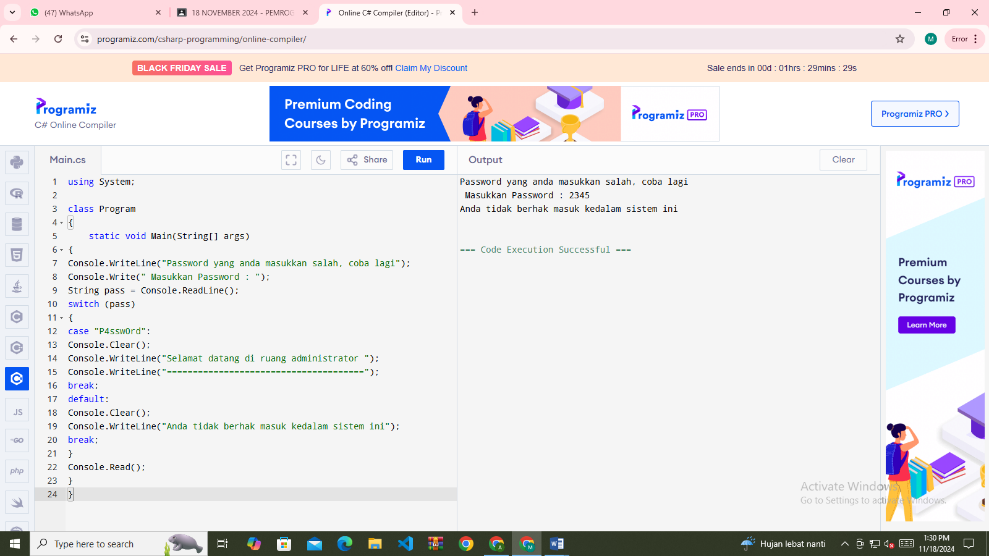 (47) WhatsApp
18 NOVEMBER 2024 - PEMROG
Online C# Compiler (Editor) - P
programiz.com/csharp-programming/online-compiler/
M
Error
BLACK FRIDAY SALE Get Programiz PRO for LIFE at 60% off! Claim My Discount
Sale ends in 00d : 01hrs : 29mins : 29s
Programiz
C# Online Compiler
Premium Coding
Courses by Programiz
Programiz PRO
Programiz PRO
Main.cs
Share
Run
Output
Clear
1 using System;
2
3 class Program
4 {
5 static void Main(String[] args)
6 {
7 Console.WriteLine("Password yang anda masukkan salah, coba lagi");
8 Console.Write(" Masukkan Password : ");
9 String pass = Console.ReadLine();
10 switch (pass)
11 {
12 case "P4ssw0rd":
13 Console.Clear();
14 Console.WriteLine("Selamat datang di ruang administrator ");
15 Console.WriteLine("======================================");
16 break;
17 default:
18 Console.Clear();
19 Console.WriteLine("Anda tidak berhak masuk kedalam sistem ini");
20 break;
21 }
22 Console.Read();
23 }
24 }
Password yang anda masukkan salah, coba lagi
Masukkan Password : 2345
Anda tidak berhak masuk kedalam sistem ini
=== Code Execution Successful ===
Programiz PRO
Premium
Courses by
Programiz
Learn More
JS
GO
php
Activate Windows
Go to Settings to activate Windows.
Type here to search
Hujan lebat nanti
1:30 PM
11/18/2024